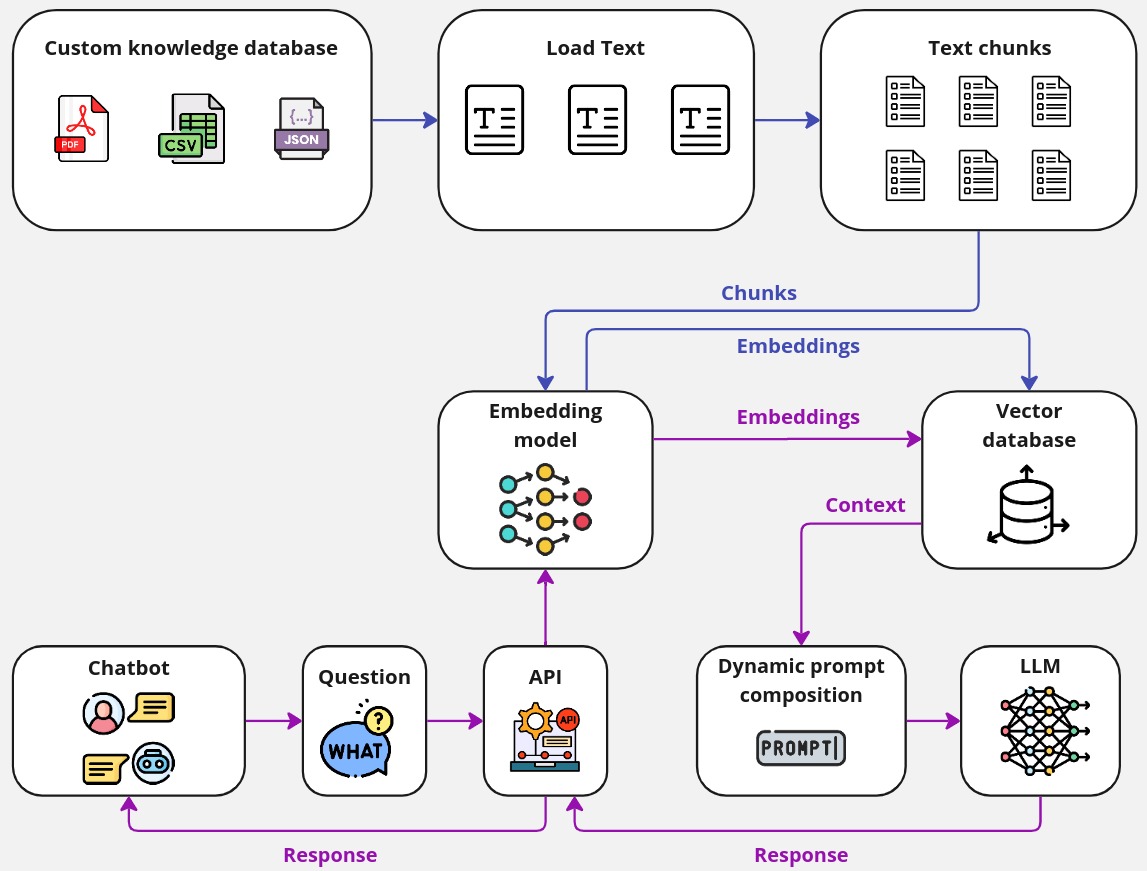 Custom knowledge database
Load Text
Text chunks
PDF
CSV
{...}
JSON
T
T
T
Chunks
Embeddings
Embedding
model
Embeddings
Vector
database
Context
Chatbot
Question
?
WHAT
API
API
Dynamic prompt
composition
PROMPT
LLM
Response
Response